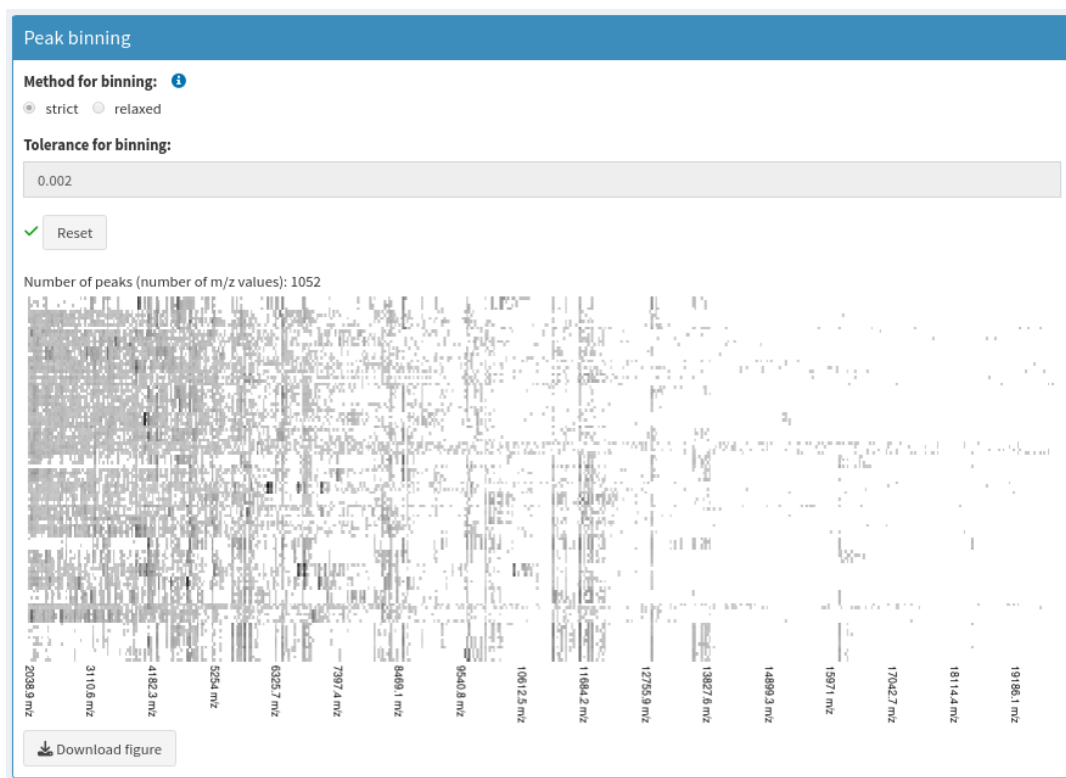 Peak binning
Method for binning:
strict relaxed
Tolerance for binning:
0.002
Reset
Number of peaks (number of m/z values): 1052
2038.9 m/z
3110.6 m/z
4182.3 m/z
5254 m/z
6325.7 m/z
7397.4 m/z
8469.1 m/z
9540.8 m/z
10612.5 m/z
11684.2 m/z
12755.9 m/z
13827.6 m/z
14899.3 m/z
15971 m/z
17042.7 m/z
18114.4 m/z
19186.1 m/z
Download figure